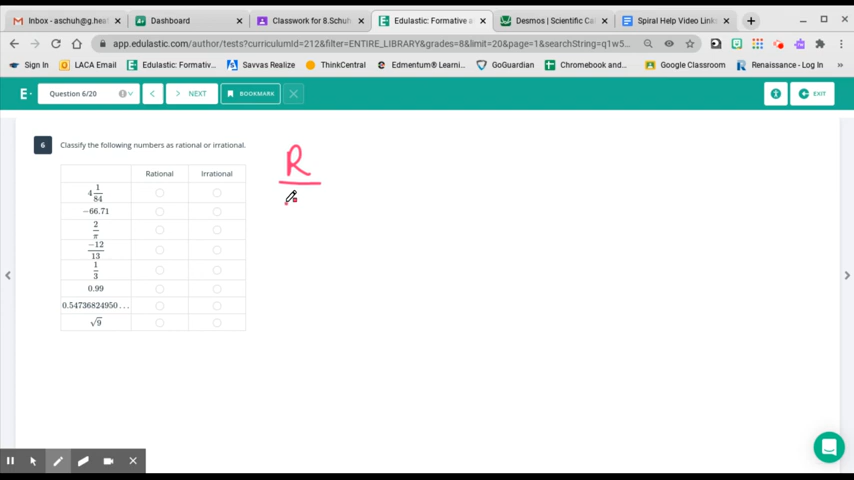 Inbox - aschuh@g.heat
Dashboard
Classwork for 8.Schuh
Edulastic: Formative a
Desmos | Scientific Cal
Spiral Help Video Links
app.edulastic.com/author/tests?curriculumId=212&filter=ENTIRE_LIBRARY&grades=8&limit=20&page=1&searchString=q1w5...
Sign In
LACA Email
Edulastic: Formativ...
Savvas Realize
ThinkCentral
Edmentum® Learni...
GoGuardian
Chromebook and...
Google Classroom
Renaissance - Log In
»
E·
Question 6/20
NEXT
BOOKMARK
EXIT
6
Classify the following numbers as rational or irrational.
Rational Irrational
4 1/84
−66.71
2/π
−12/13
1/3
0.99
0.54736824950...
√9
R